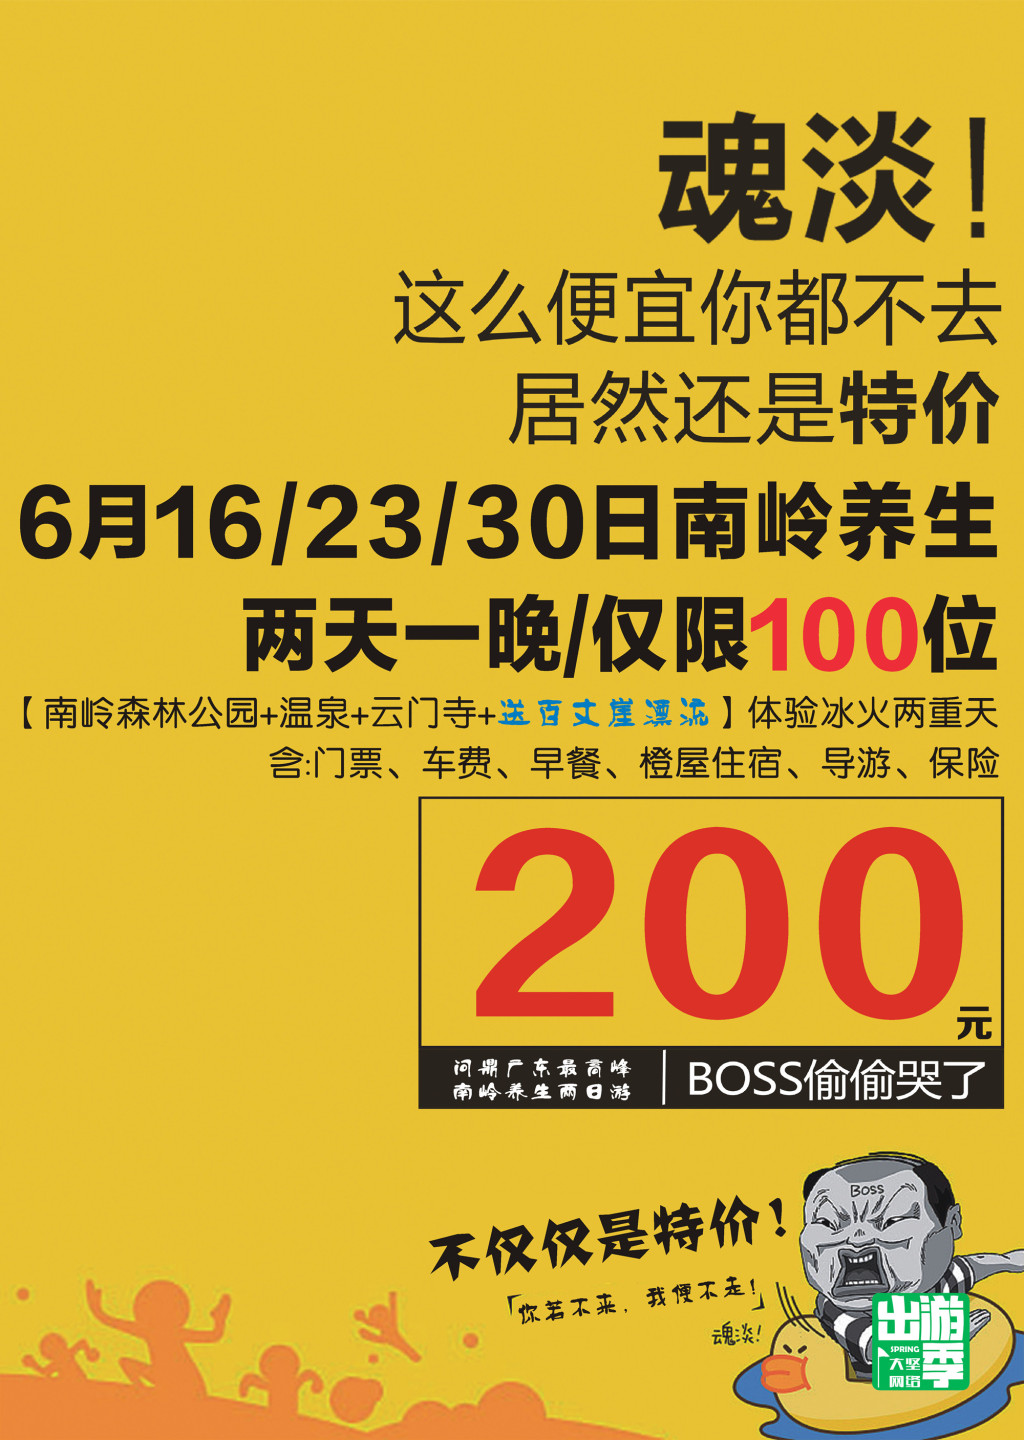 魂淡！
这么便宜你都不去
居然还是特价
6月16/23/30日南岭养生
两天一晚/仅限100位
【南岭森林公园+温泉+云门寺+送百丈崖漂流】体验冰火两重天
含:门票、车费、早餐、橙屋住宿、导游、保险
200元
问鼎广东最高峰
南岭养生两日游
BOSS偷偷哭了
BOSS
不仅仅是特价！
「你若不来，我便不走！」
魂淡！
出游季
SPRING
大坚
网络